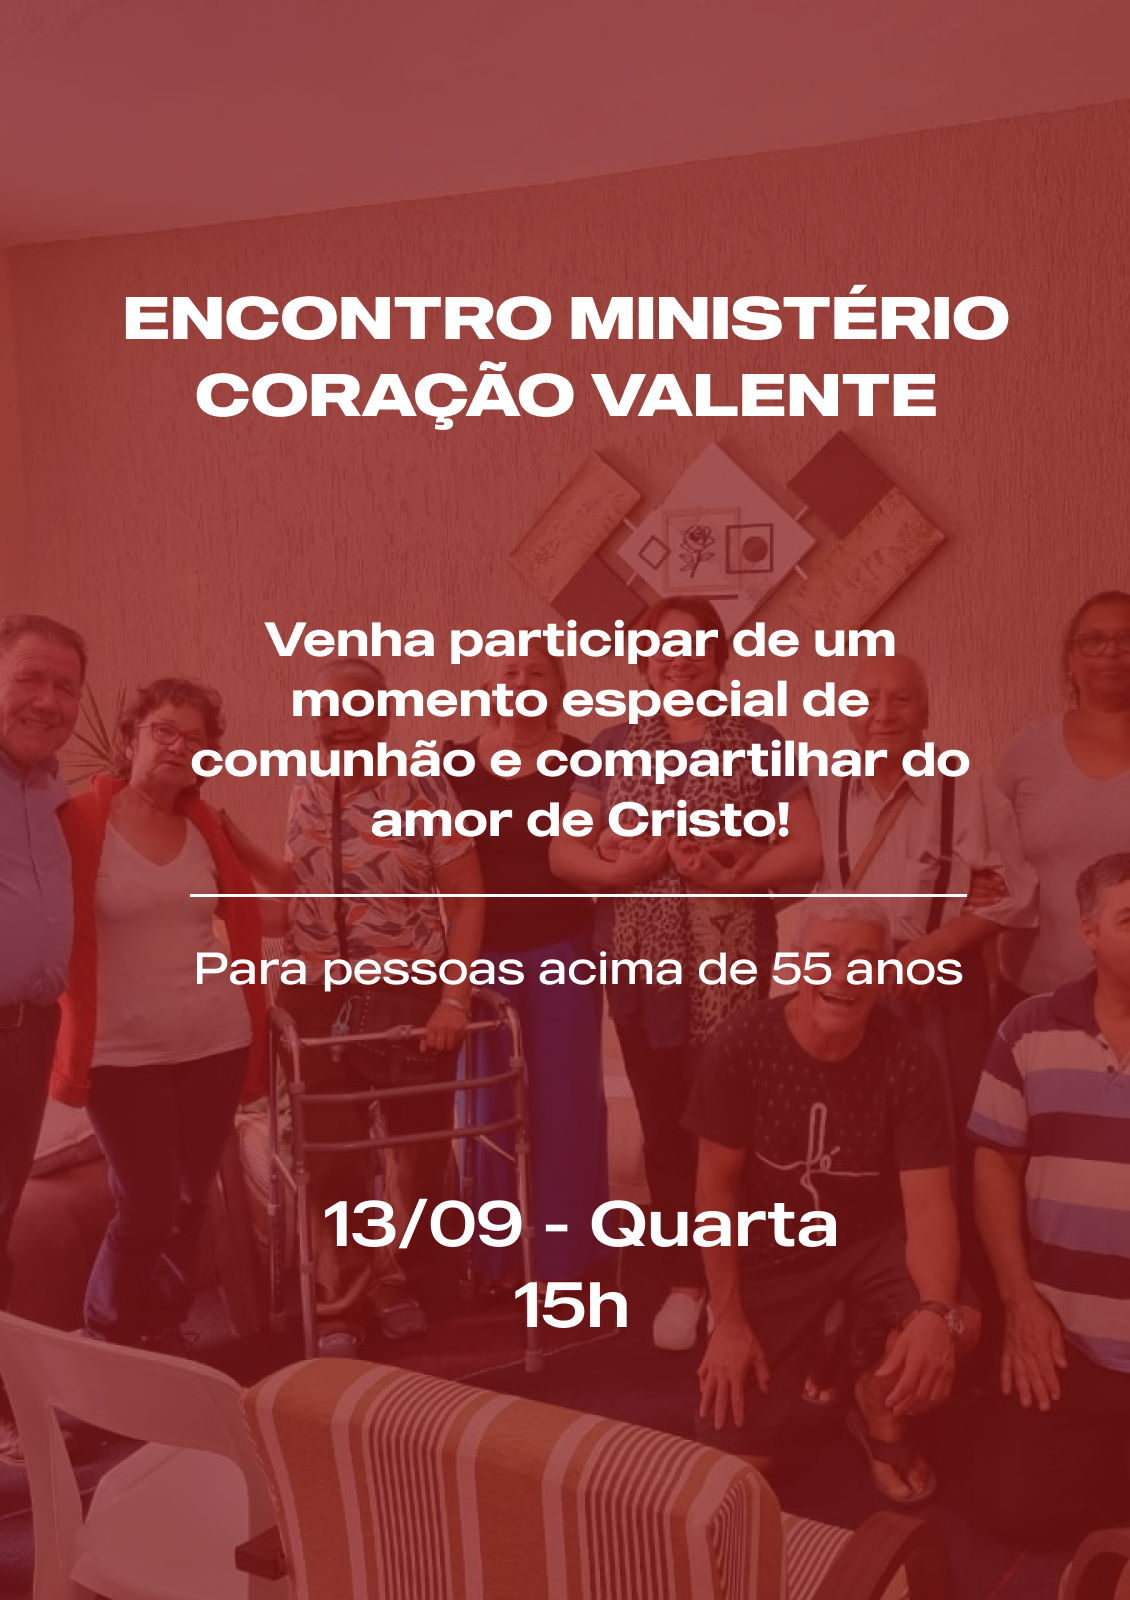 ENCONTRO MINISTÉRIO
CORAÇÃO VALENTE
Venha participar de um
momento especial de
comunhão e compartilhar do
amor de Cristo!
Para pessoas acima de 55 anos
fé
13/09 - Quarta
15h